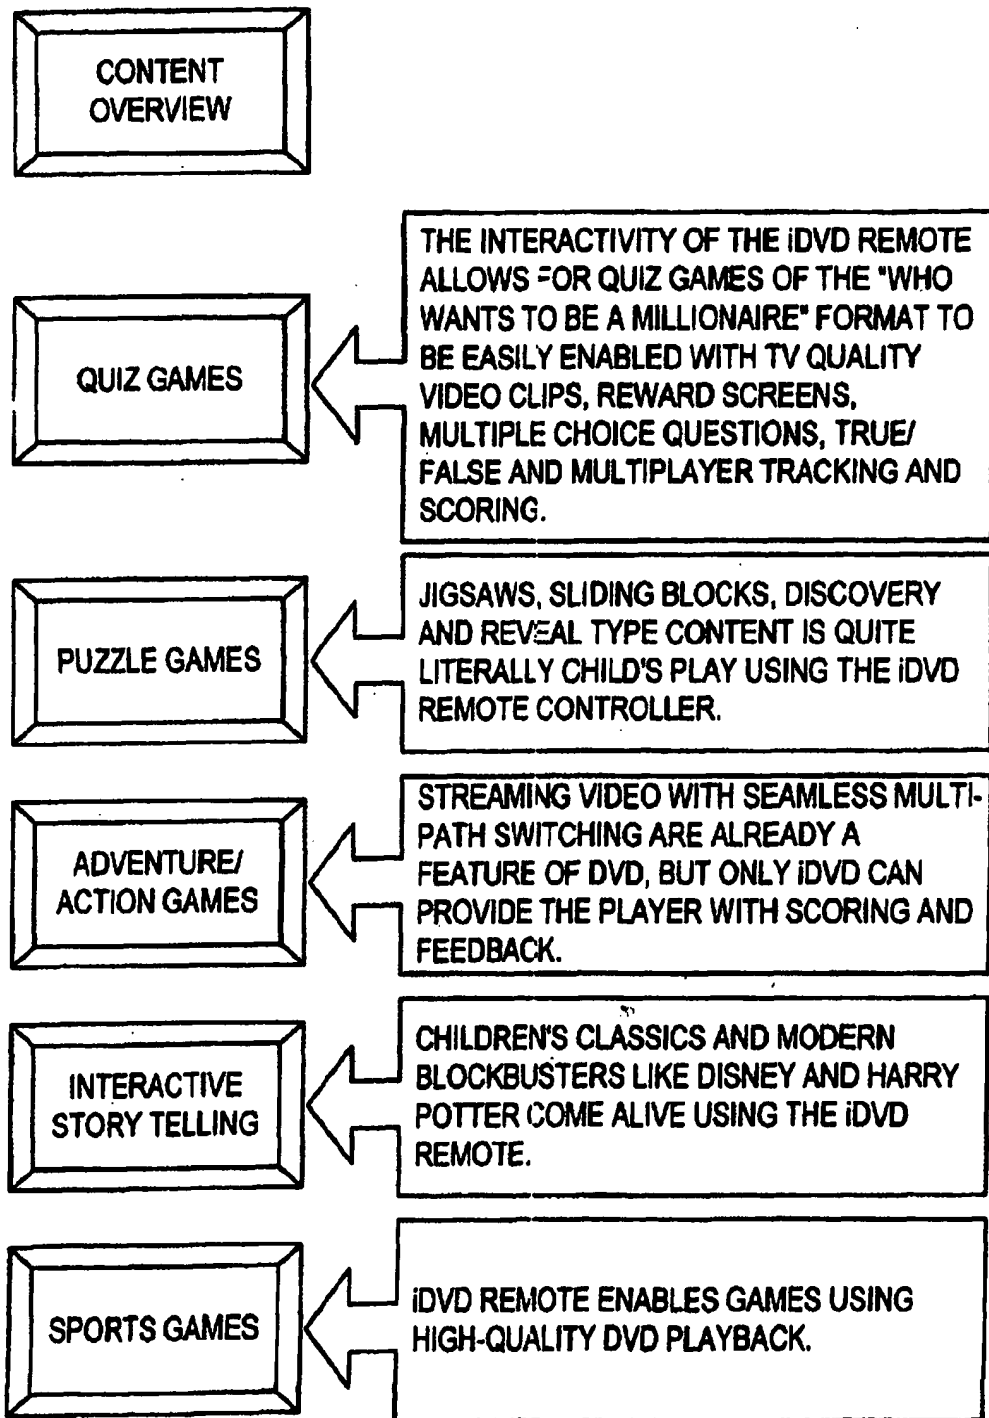 CONTENT
OVERVIEW
QUIZ GAMES
THE INTERACTIVITY OF THE iDVD REMOTE
ALLOWS FOR QUIZ GAMES OF THE "WHO
WANTS TO BE A MILLIONAIRE" FORMAT TO
BE EASILY ENABLED WITH TV QUALITY
VIDEO CLIPS, REWARD SCREENS,
MULTIPLE CHOICE QUESTIONS, TRUE/
FALSE AND MULTIPLAYER TRACKING AND
SCORING.
PUZZLE GAMES
JIGSAWS, SLIDING BLOCKS, DISCOVERY
AND REVEAL TYPE CONTENT IS QUITE
LITERALLY CHILD'S PLAY USING THE iDVD
REMOTE CONTROLLER.
ADVENTURE/
ACTION GAMES
STREAMING VIDEO WITH SEAMLESS MULTI-
PATH SWITCHING ARE ALREADY A
FEATURE OF DVD, BUT ONLY iDVD CAN
PROVIDE THE PLAYER WITH SCORING AND
FEEDBACK.
INTERACTIVE
STORY TELLING
CHILDREN'S CLASSICS AND MODERN
BLOCKBUSTERS LIKE DISNEY AND HARRY
POTTER COME ALIVE USING THE iDVD
REMOTE.
SPORTS GAMES
iDVD REMOTE ENABLES GAMES USING
HIGH-QUALITY DVD PLAYBACK.